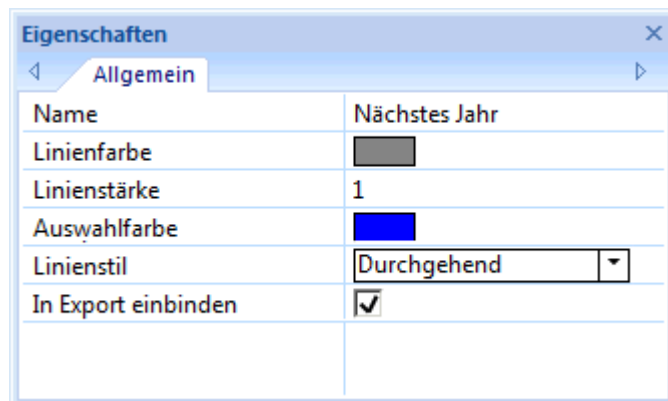 Eigenschaften
Allgemein
Name Nächstes Jahr
Linienfarbe
Linienstärke 1
Auswahlfarbe
Linienstil Durchgehend
In Export einbinden